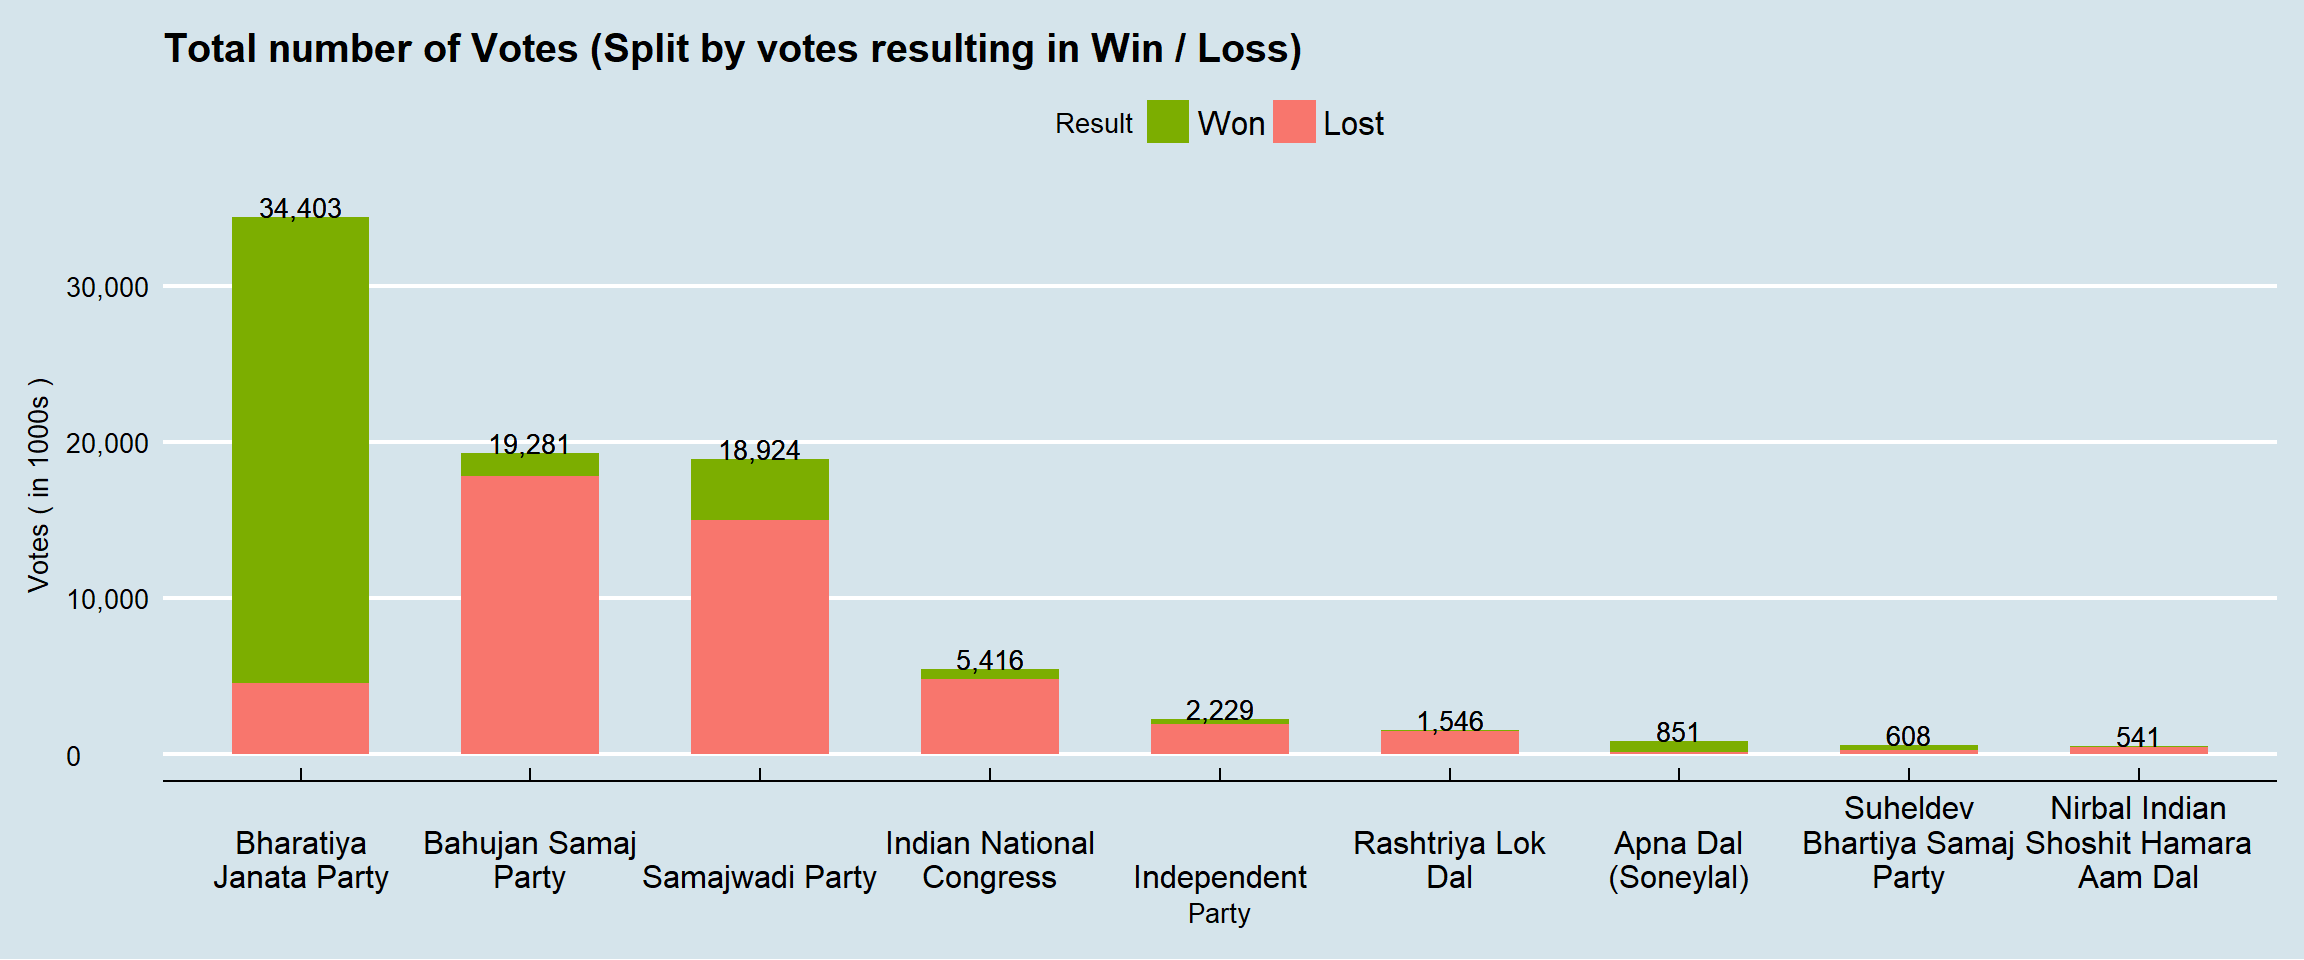 Total number of Votes (Split by votes resulting in Win / Loss)
Result Won Lost
34,403
19,281
18,924
5,416
2,229
1,546
851
608
541
30,000
20,000
10,000
0
Votes ( in 1000s )
Bharatiya
Janata Party
Bahujan Samaj
Party
Samajwadi Party
Indian National
Congress
Independent
Rashtriya Lok
Dal
Apna Dal
(Soneylal)
Suheldev
Bhartiya Samaj
Party
Nirbal Indian
Shoshit Hamara
Aam Dal
Party